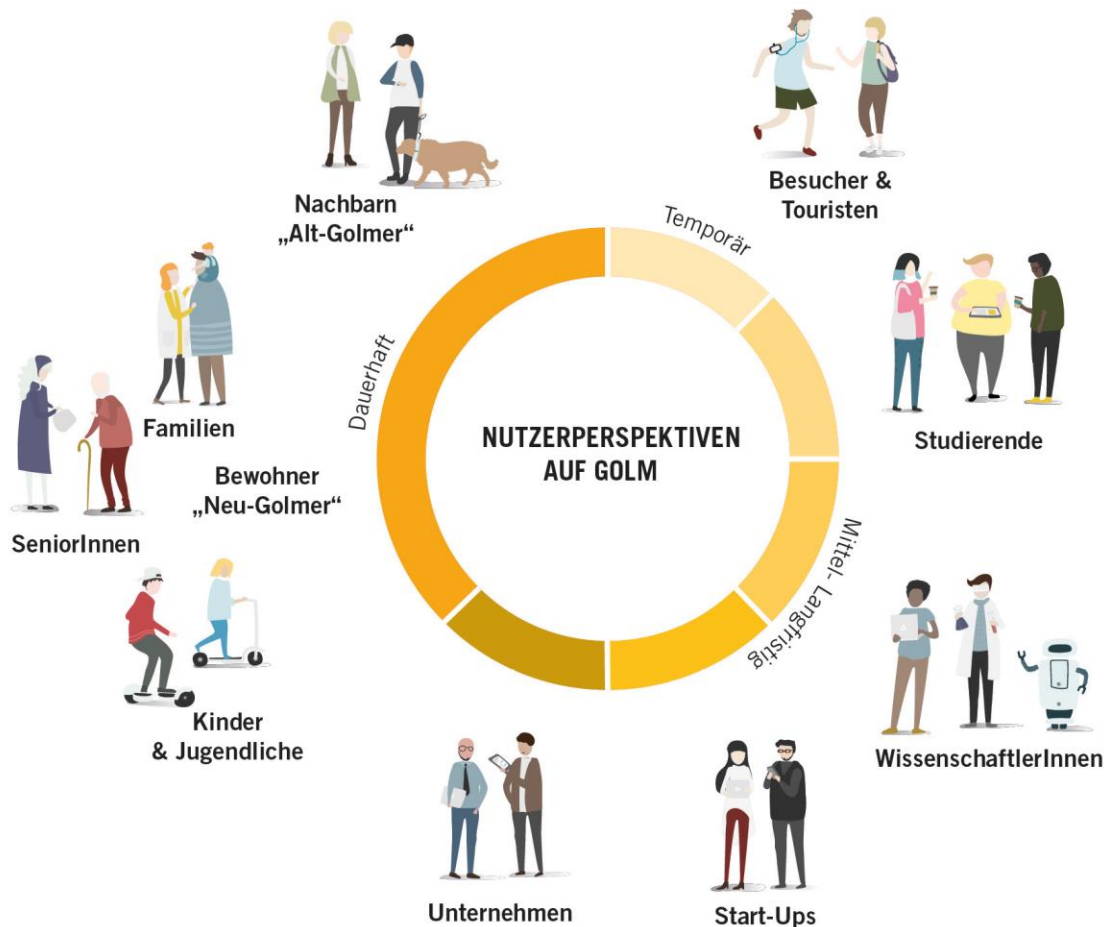 Nachbarn
„Alt-Golmer“
Besucher &
Touristen
Temporär
Dauerhaft
Familien
Studierende
NUTZERPERSPEKTIVEN
AUF GOLM
Bewohner
„Neu-Golmer“
SeniorInnen
Mittel- Langfristig
Kinder
& Jugendliche
WissenschaftlerInnen
Unternehmen
Start-Ups